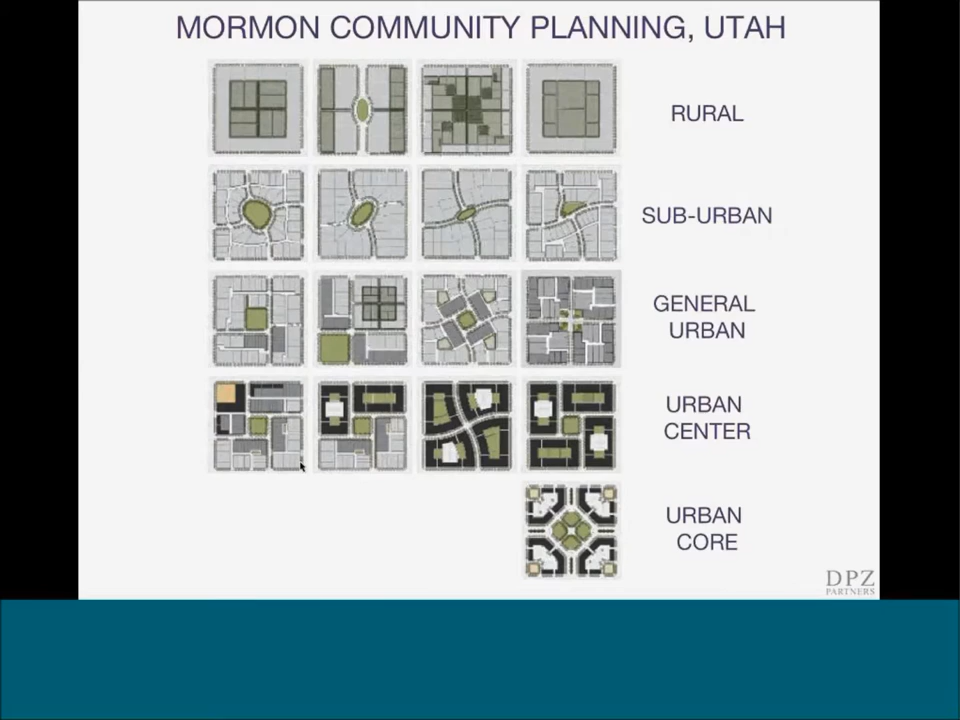 MORMON COMMUNITY PLANNING, UTAH
RURAL
SUB-URBAN
GENERAL
URBAN
URBAN
CENTER
URBAN
CORE
DPZ
PARTNERS